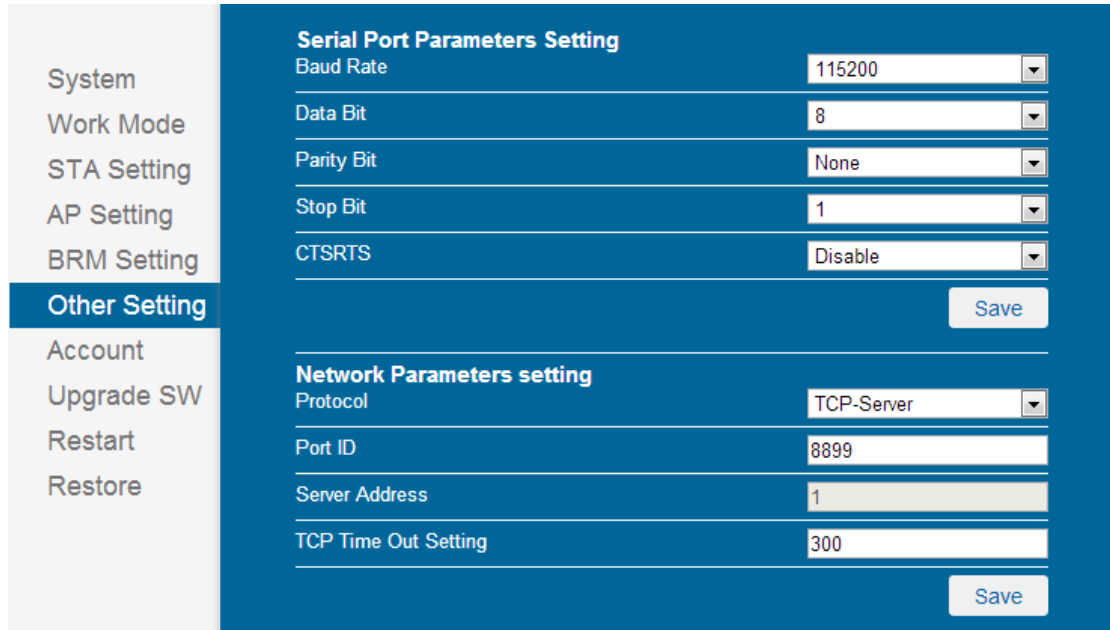 System
Work Mode
STA Setting
AP Setting
BRM Setting
Other Setting
Account
Upgrade SW
Restart
Restore
Serial Port Parameters Setting
Baud Rate 115200
Data Bit 8
Parity Bit None
Stop Bit 1
CTSRTS Disable
Save
Network Parameters setting
Protocol TCP-Server
Port ID 8899
Server Address 1
TCP Time Out Setting 300
Save